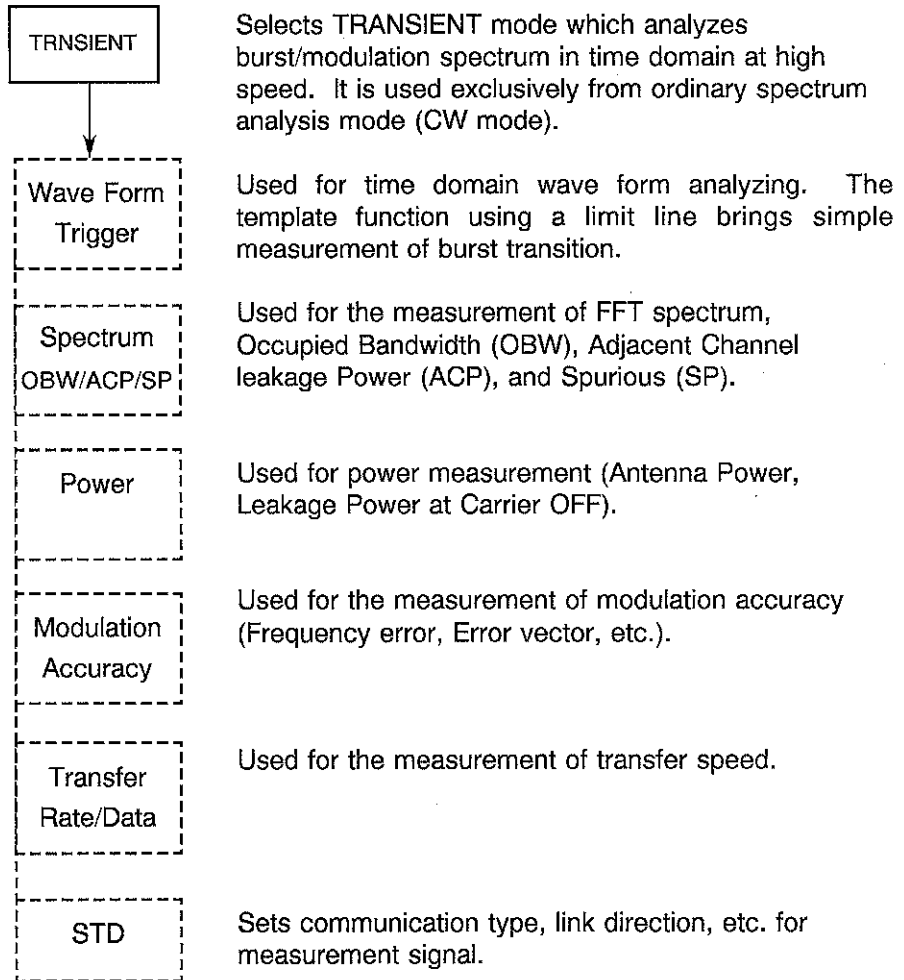 TRNSIENT
Selects TRANSIENT mode which analyzes
burst/modulation spectrum in time domain at high
speed. It is used exclusively from ordinary spectrum
analysis mode (CW mode).
Wave Form
Trigger
Used for time domain wave form analyzing. The
template function using a limit line brings simple
measurement of burst transition.
Spectrum
OBW/ACP/SP
Used for the measurement of FFT spectrum,
Occupied Bandwidth (OBW), Adjacent Channel
leakage Power (ACP), and Spurious (SP).
Power
Used for power measurement (Antenna Power,
Leakage Power at Carrier OFF).
Modulation
Accuracy
Used for the measurement of modulation accuracy
(Frequency error, Error vector, etc.).
Transfer
Rate/Data
Used for the measurement of transfer speed.
STD
Sets communication type, link direction, etc. for
measurement signal.